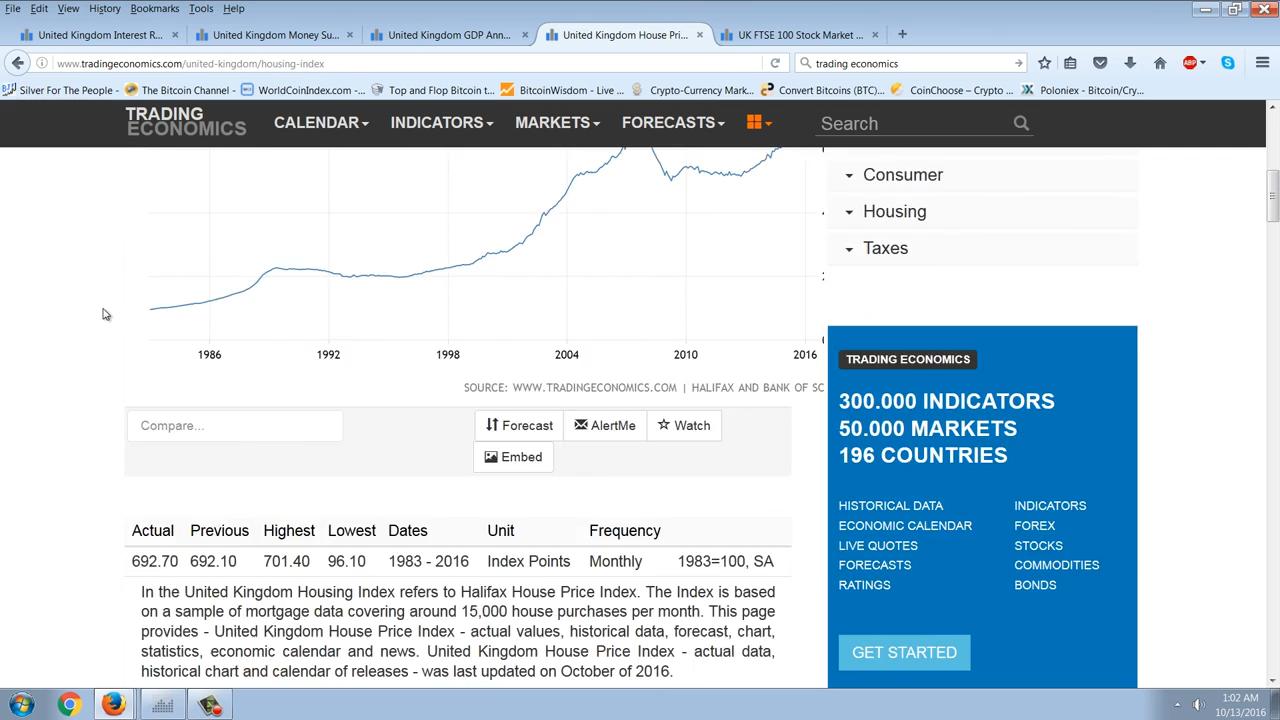 File Edit View History Bookmarks Tools Help
United Kingdom Interest R... × United Kingdom Money Su... × United Kingdom GDP Ann... × United Kingdom House Pri... × UK FTSE 100 Stock Market ... ×
www.tradingeconomics.com/united-kingdom/housing-index trading economics
Silver For The People - The Bitcoin Channel - WorldCoinIndex.com -... Top and Flop Bitcoin t... BitcoinWisdom - Live ... Crypto-Currency Mark... Convert Bitcoins (BTC)... CoinChoose – Crypto ... Poloniex - Bitcoin/Cry...
TRADING
ECONOMICS
CALENDAR INDICATORS MARKETS FORECASTS Search
Consumer
Housing
Taxes
1986 1992 1998 2004 2010 2016
SOURCE: WWW.TRADINGECONOMICS.COM | HALIFAX AND BANK OF SC
Compare... Forecast AlertMe Watch
Embed
TRADING ECONOMICS
300.000 INDICATORS
50.000 MARKETS
196 COUNTRIES
HISTORICAL DATA INDICATORS
ECONOMIC CALENDAR FOREX
LIVE QUOTES STOCKS
FORECASTS COMMODITIES
RATINGS BONDS
GET STARTED
Actual Previous Highest Lowest Dates Unit Frequency
692.70 692.10 701.40 96.10 1983 - 2016 Index Points Monthly 1983=100, SA
In the United Kingdom Housing Index refers to Halifax House Price Index. The Index is based
on a sample of mortgage data covering around 15,000 house purchases per month. This page
provides - United Kingdom House Price Index - actual values, historical data, forecast, chart,
statistics, economic calendar and news. United Kingdom House Price Index - actual data,
historical chart and calendar of releases - was last updated on October of 2016.
1:02 AM
10/13/2016